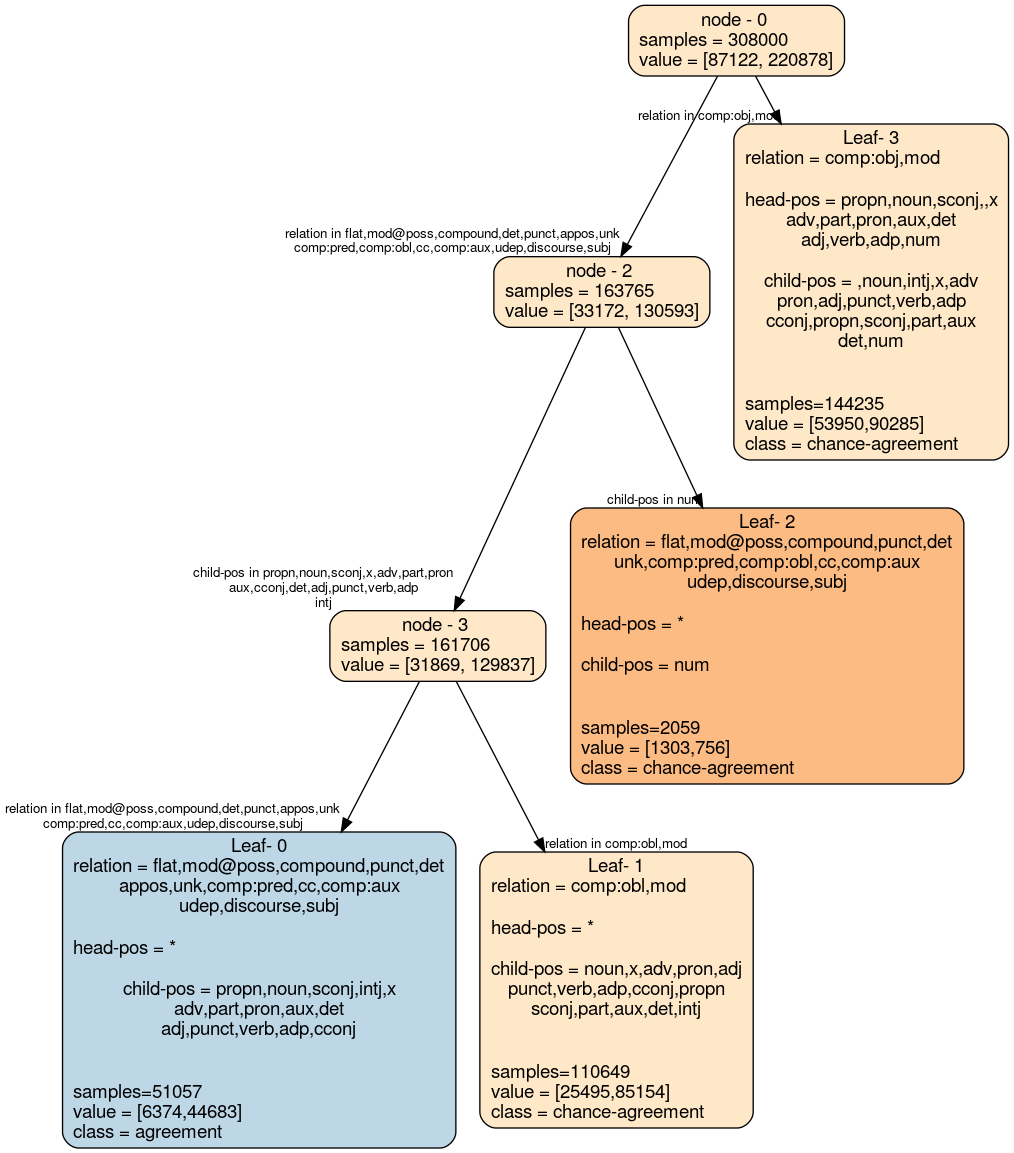 node - 0
samples = 308000
value = [87122, 220878]
relation in comp:obj,mod
Leaf- 3
relation = comp:obj,mod
head-pos = propn,noun,sconj,,x
adv,part,pron,aux,det
adj,verb,adp,num
child-pos = ,noun,intj,x,adv
pron,adj,punct,verb,adp
cconj,propn,sconj,part,aux
det,num
samples=144235
value = [53950,90285]
class = chance-agreement
relation in flat,mod@poss,compound,det,punct,appos,unk
comp:pred,comp:obl,cc,comp:aux,udep,discourse,subj
node - 2
samples = 163765
value = [33172, 130593]
child-pos in num
Leaf- 2
relation = flat,mod@poss,compound,punct,det
unk,comp:pred,comp:obl,cc,comp:aux
udep,discourse,subj
head-pos = *
child-pos = num
samples=2059
value = [1303,756]
class = chance-agreement
child-pos in propn,noun,sconj,x,adv,part,pron
aux,cconj,det,adj,punct,verb,adp
intj
node - 3
samples = 161706
value = [31869, 129837]
relation in flat,mod@poss,compound,det,punct,appos,unk
comp:pred,cc,comp:aux,udep,discourse,subj
Leaf- 0
relation = flat,mod@poss,compound,punct,det
appos,unk,comp:pred,cc,comp:aux
udep,discourse,subj
head-pos = *
child-pos = propn,noun,sconj,intj,x
adv,part,pron,aux,det
adj,punct,verb,adp,cconj
samples=51057
value = [6374,44683]
class = agreement
relation in comp:obl,mod
Leaf- 1
relation = comp:obl,mod
head-pos = *
child-pos = noun,x,adv,pron,adj
punct,verb,adp,cconj,propn
sconj,part,aux,det,intj
samples=110649
value = [25495,85154]
class = chance-agreement